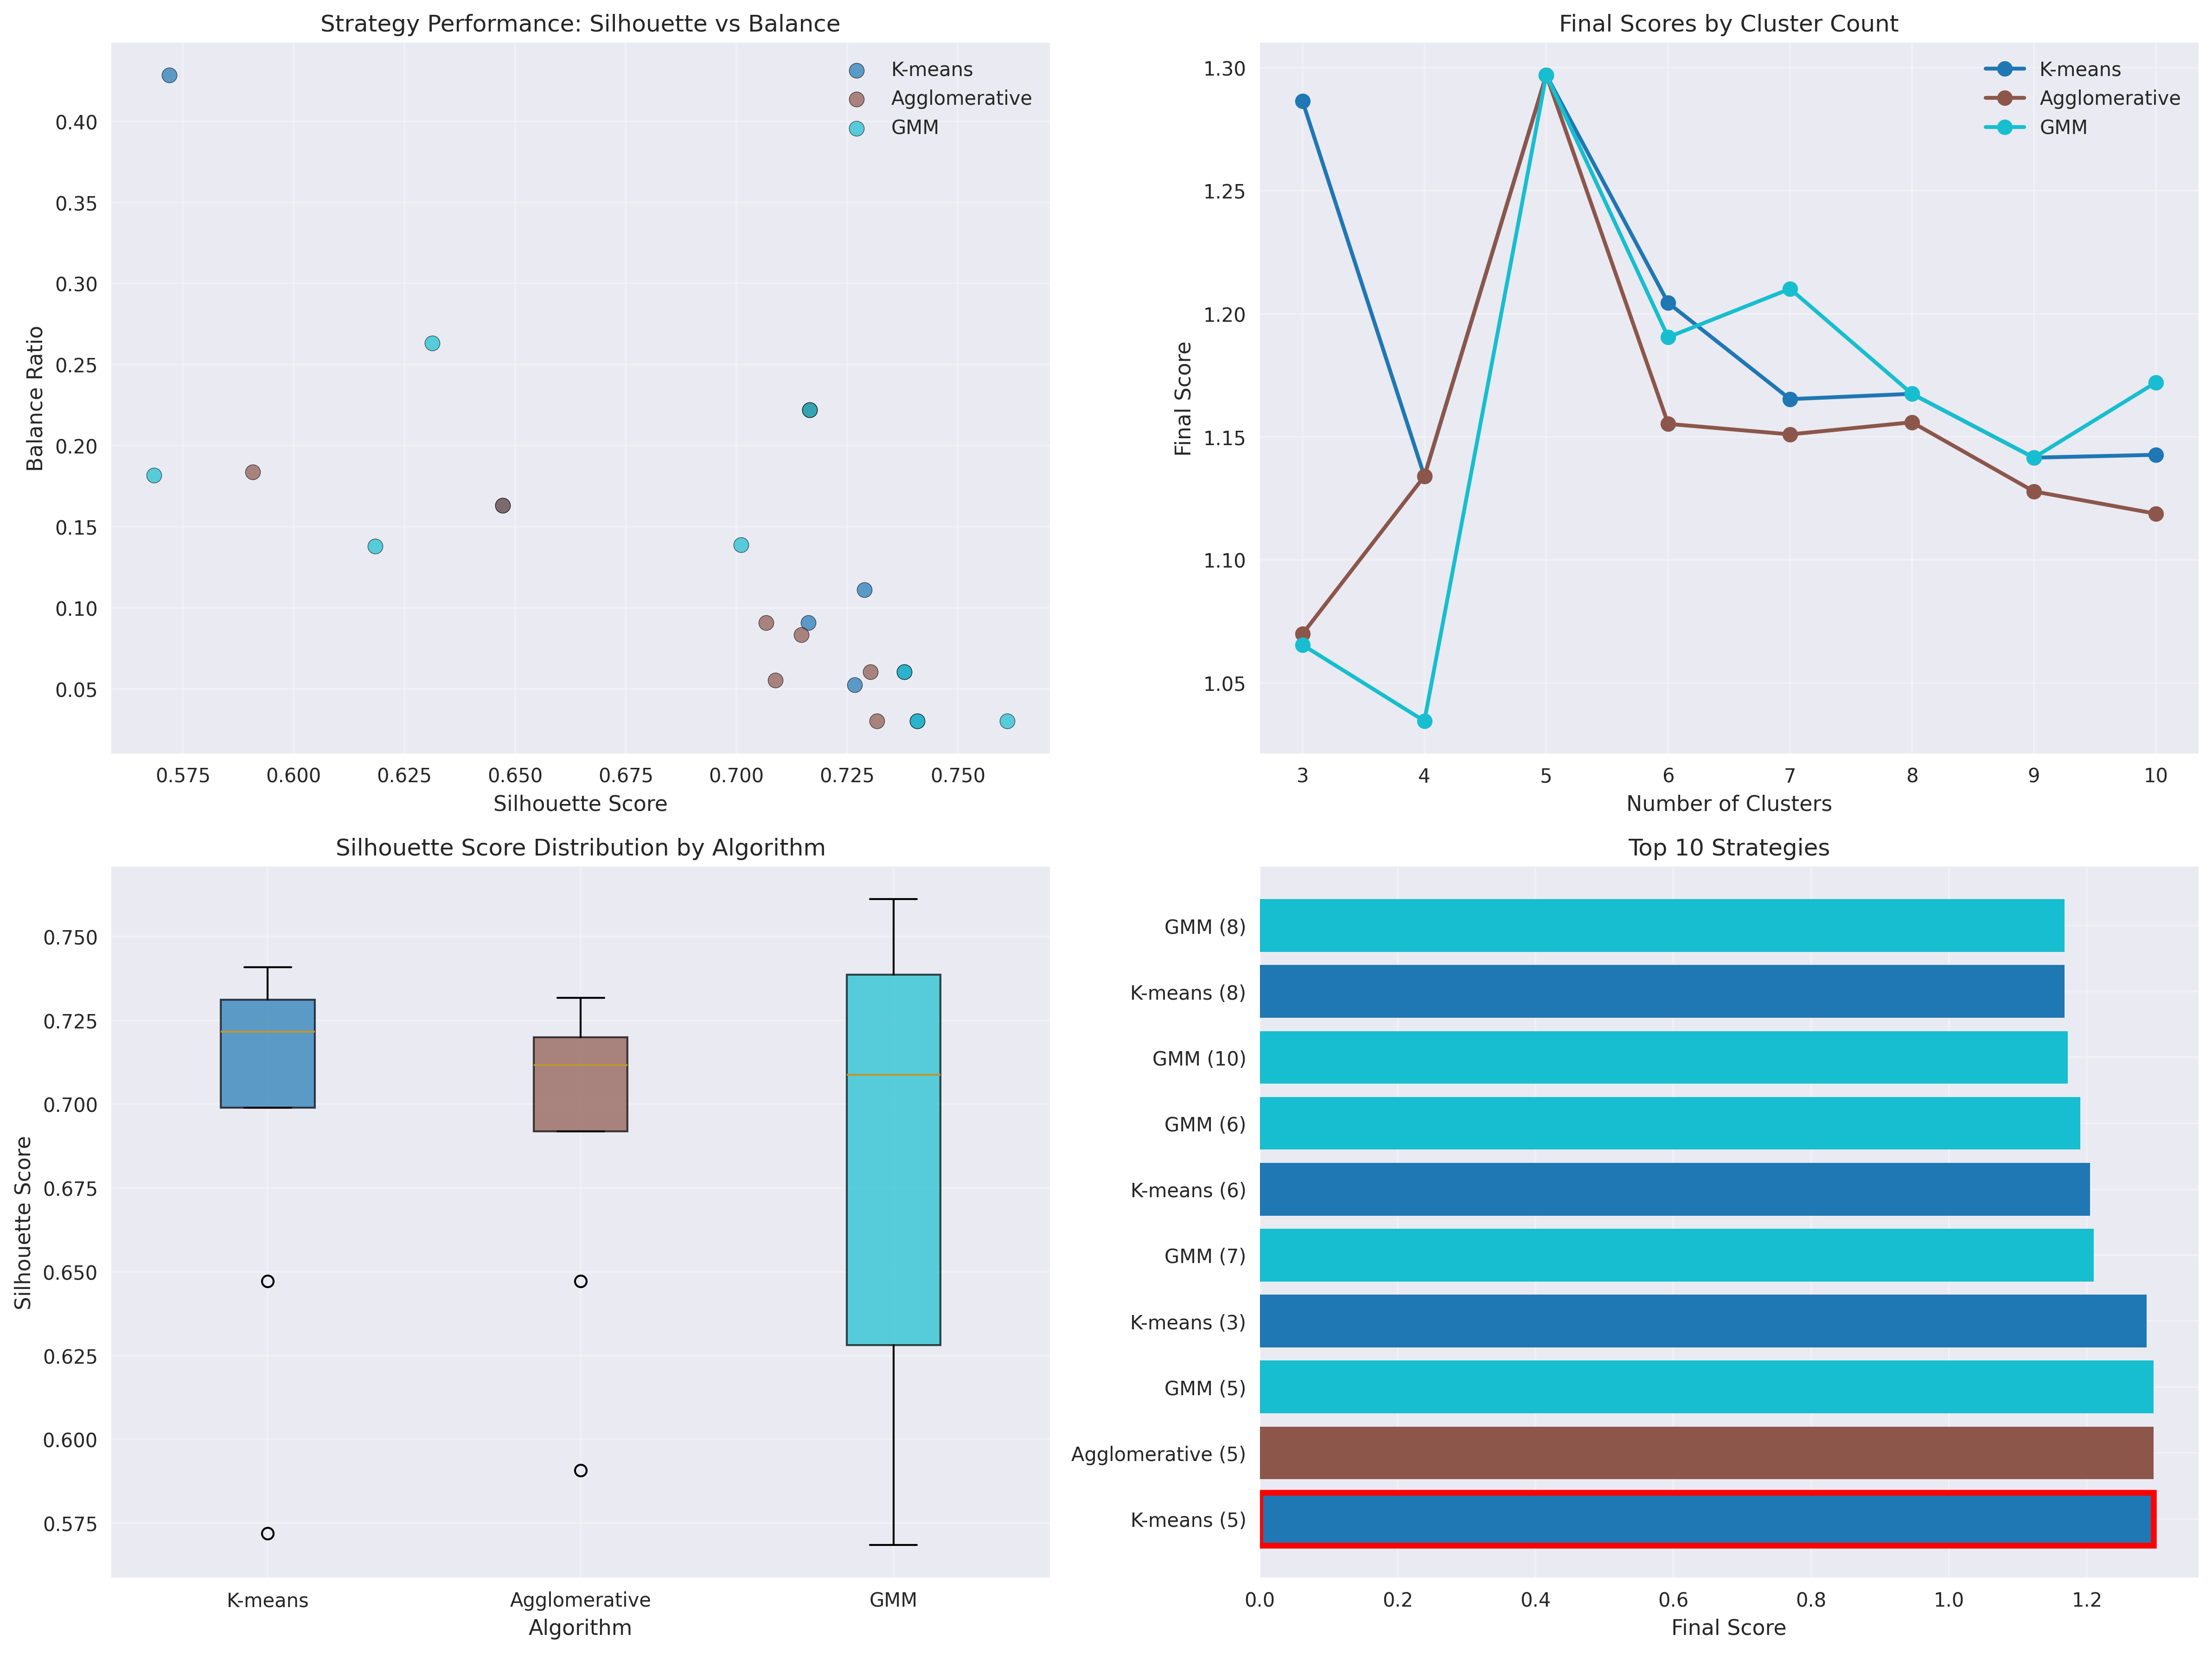 Strategy Performance: Silhouette vs Balance
K-means
Agglomerative
GMM
Balance Ratio
0.40
0.35
0.30
0.25
0.20
0.15
0.10
0.05
0.575 0.600 0.625 0.650 0.675 0.700 0.725 0.750
Silhouette Score
Final Scores by Cluster Count
K-means
Agglomerative
GMM
Final Score
1.30
1.25
1.20
1.15
1.10
1.05
3 4 5 6 7 8 9 10
Number of Clusters
Silhouette Score Distribution by Algorithm
Silhouette Score
0.750
0.725
0.700
0.675
0.650
0.625
0.600
0.575
K-means Agglomerative GMM
Algorithm
Top 10 Strategies
GMM (8)
K-means (8)
GMM (10)
GMM (6)
K-means (6)
GMM (7)
K-means (3)
GMM (5)
Agglomerative (5)
K-means (5)
0.0 0.2 0.4 0.6 0.8 1.0 1.2
Final Score